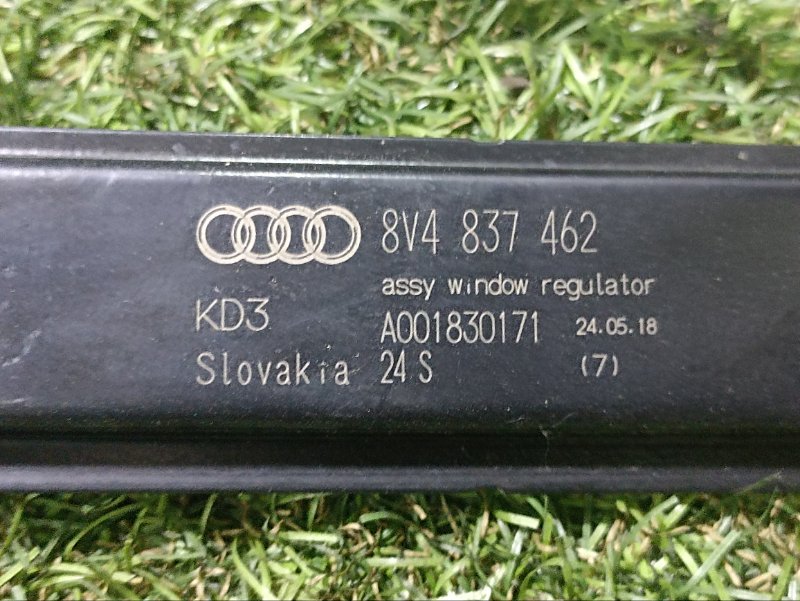 8V4 837 462
assy window regulator
KD3 A001830171 24.05.18
Slovakia 24 S (7)